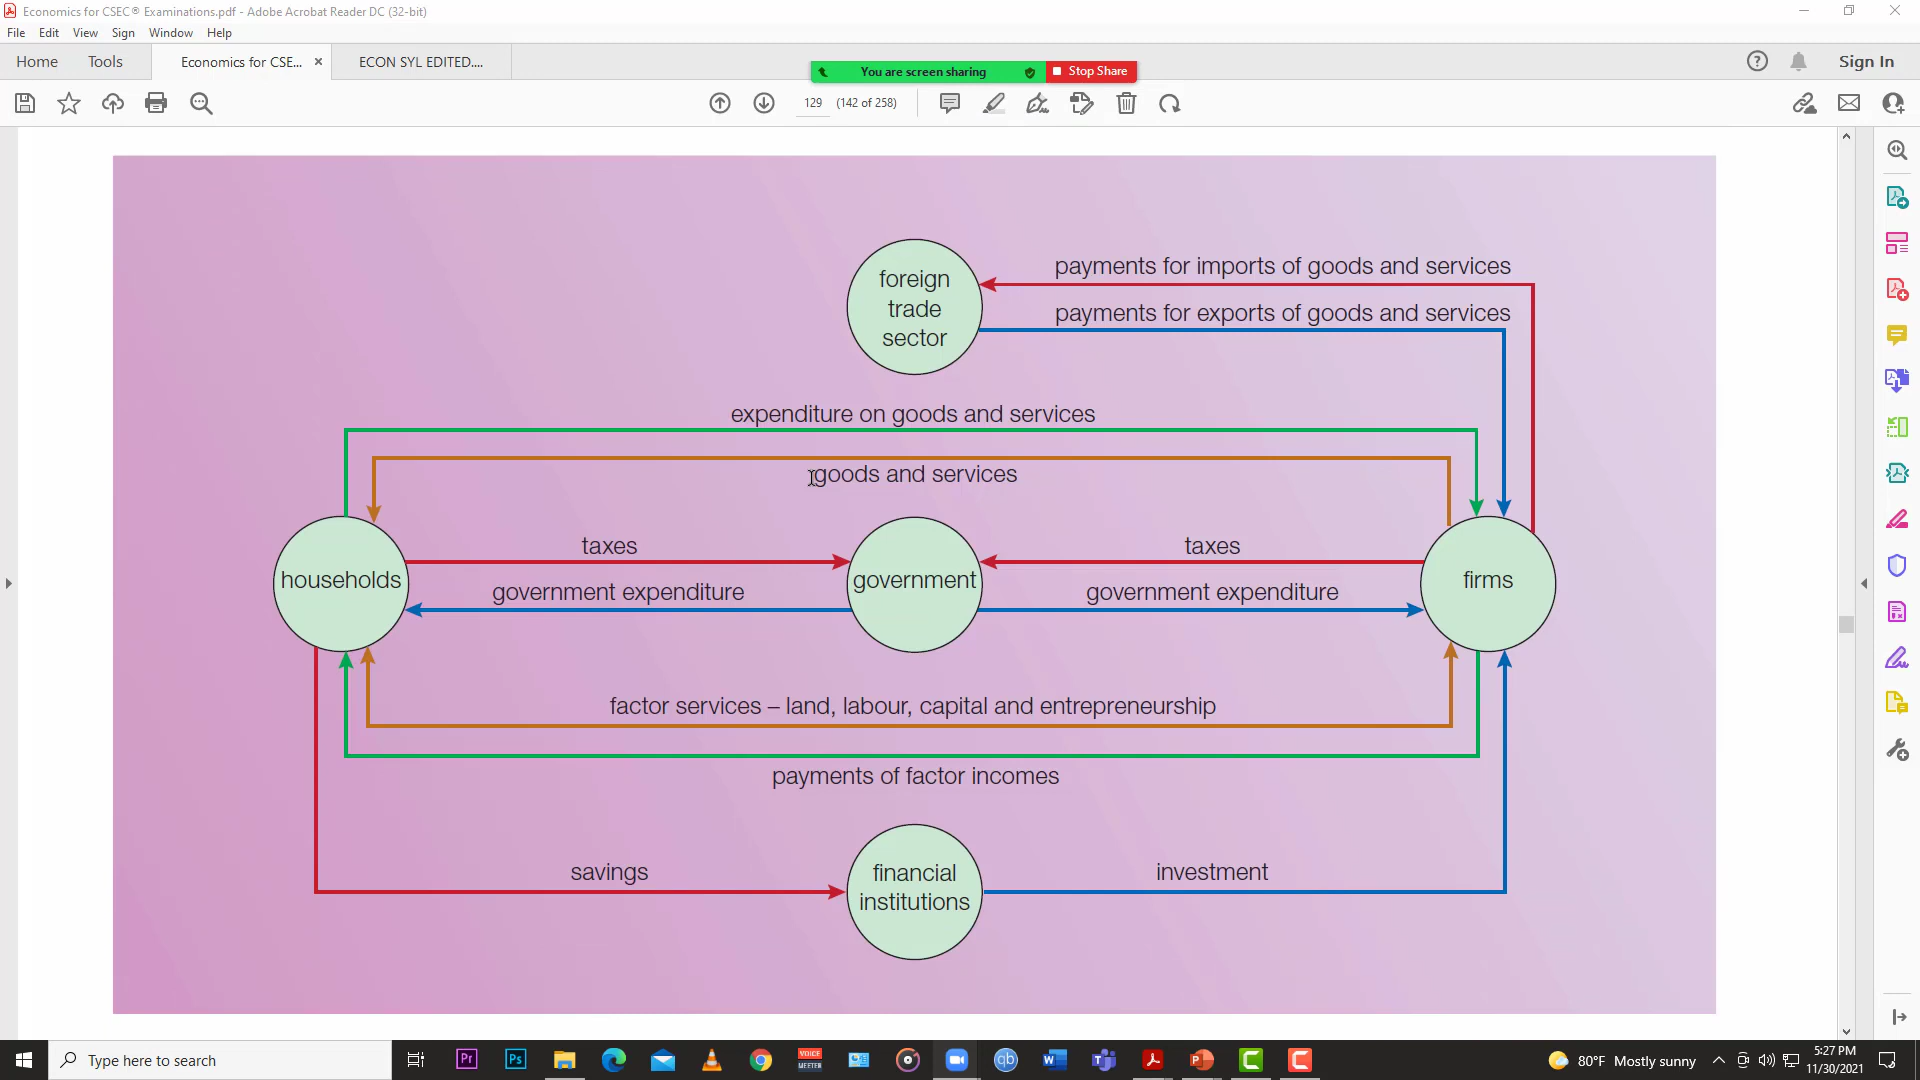 Economics for CSEC® Examinations.pdf - Adobe Acrobat Reader DC (32-bit)
File Edit View Sign Window Help
Home Tools Economics for CSE... × ECON SYL EDITED.... Sign In
You are screen sharing Stop Share
129 (142 of 258)
foreign
trade
sector
payments for imports of goods and services
payments for exports of goods and services
expenditure on goods and services
goods and services
taxes taxes
households government firms
government expenditure government expenditure
factor services – land, labour, capital and entrepreneurship
payments of factor incomes
savings investment
financial
institutions
Type here to search
Pr Ps VOICE MEETER qb
80°F Mostly sunny
5:27 PM
11/30/2021